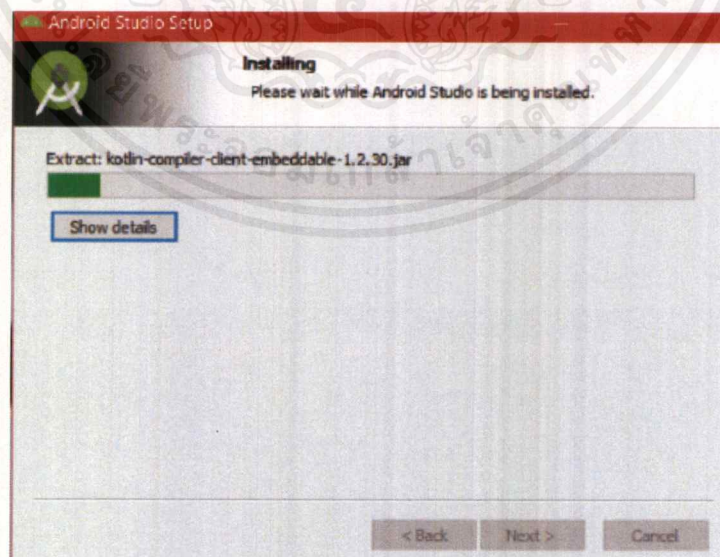 Android Studio Setup
Installing
Please wait while Android Studio is being installed.
Extract: kotlin-compiler-client-embeddable-1.2.30.jar
Show details
< Back
Next >
Cancel